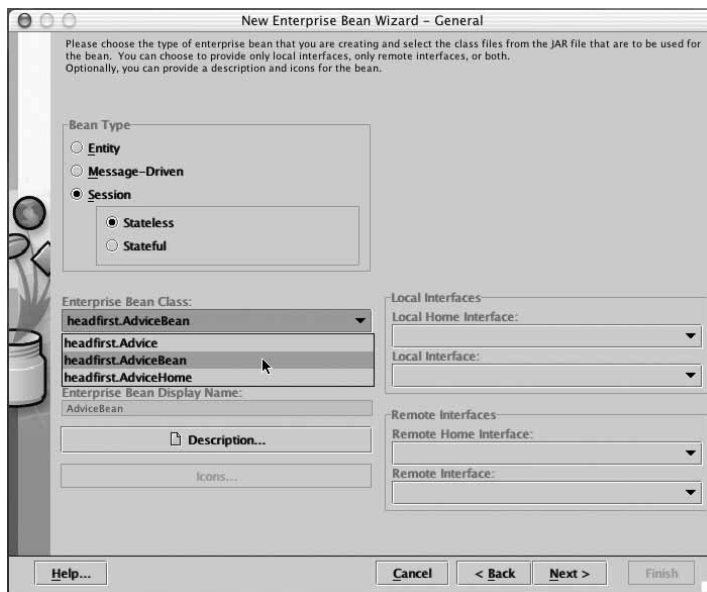 New Enterprise Bean Wizard – General
Please choose the type of enterprise bean that you are creating and select the class files from the JAR file that are to be used for
the bean. You can choose to provide only local interfaces, only remote interfaces, or both.
Optionally, you can provide a description and icons for the bean.
Bean Type
Entity
Message-Driven
Session
Stateless
Stateful
Enterprise Bean Class:
headfirst.AdviceBean
headfirst.Advice
headfirst.AdviceBean
headfirst.AdviceHome
Enterprise Bean Display Name:
AdviceBean
Description...
Icons...
Local Interfaces
Local Home Interface:
Local Interface:
Remote Interfaces
Remote Home Interface:
Remote Interface:
Help...
Cancel
< Back
Next >
Finish